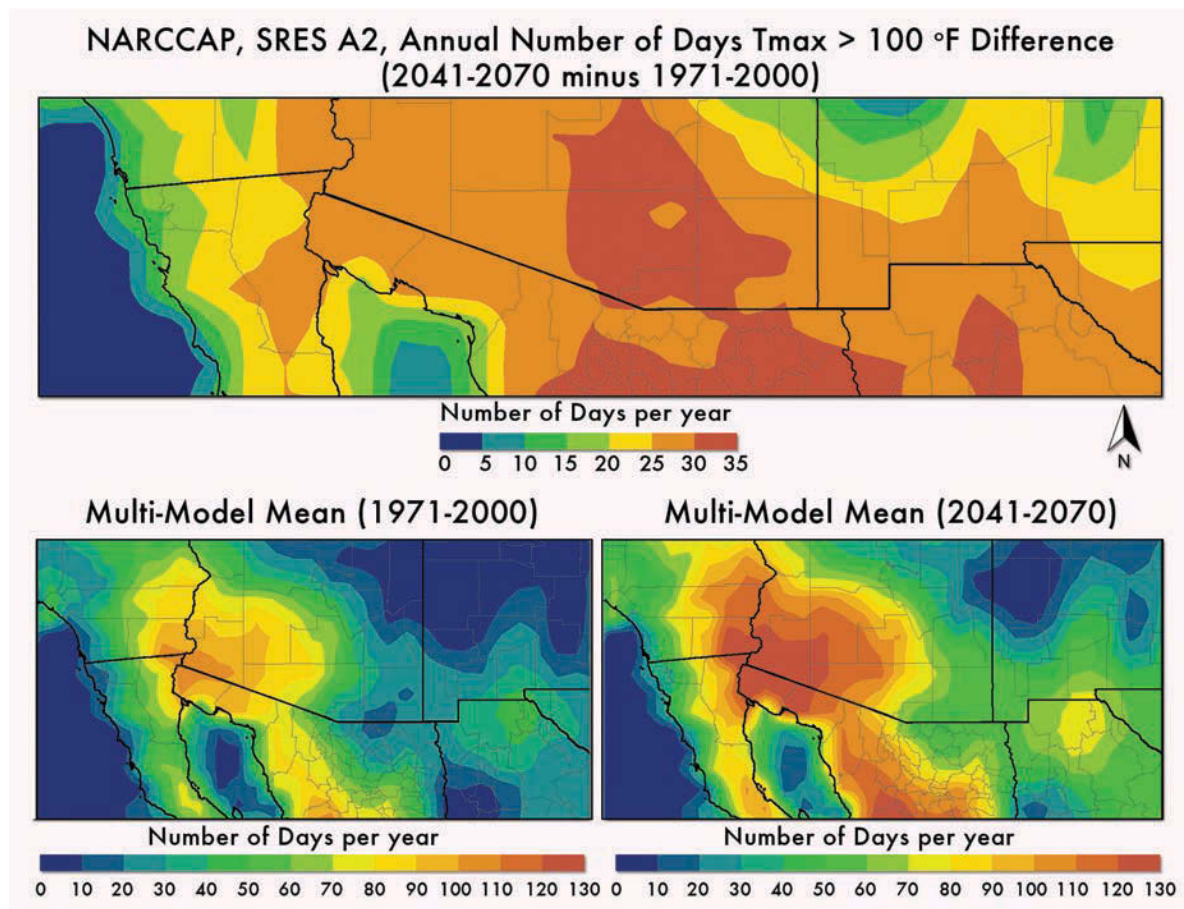 NARCCAP, SRES A2, Annual Number of Days Tmax > 100 °F Difference
(2041-2070 minus 1971-2000)
Number of Days per year
0 5 10 15 20 25 30 35
N
Multi-Model Mean (1971-2000)
Multi-Model Mean (2041-2070)
Number of Days per year
0 10 20 30 40 50 60 70 80 90 100 110 120 130
Number of Days per year
0 10 20 30 40 50 60 70 80 90 100 110 120 130